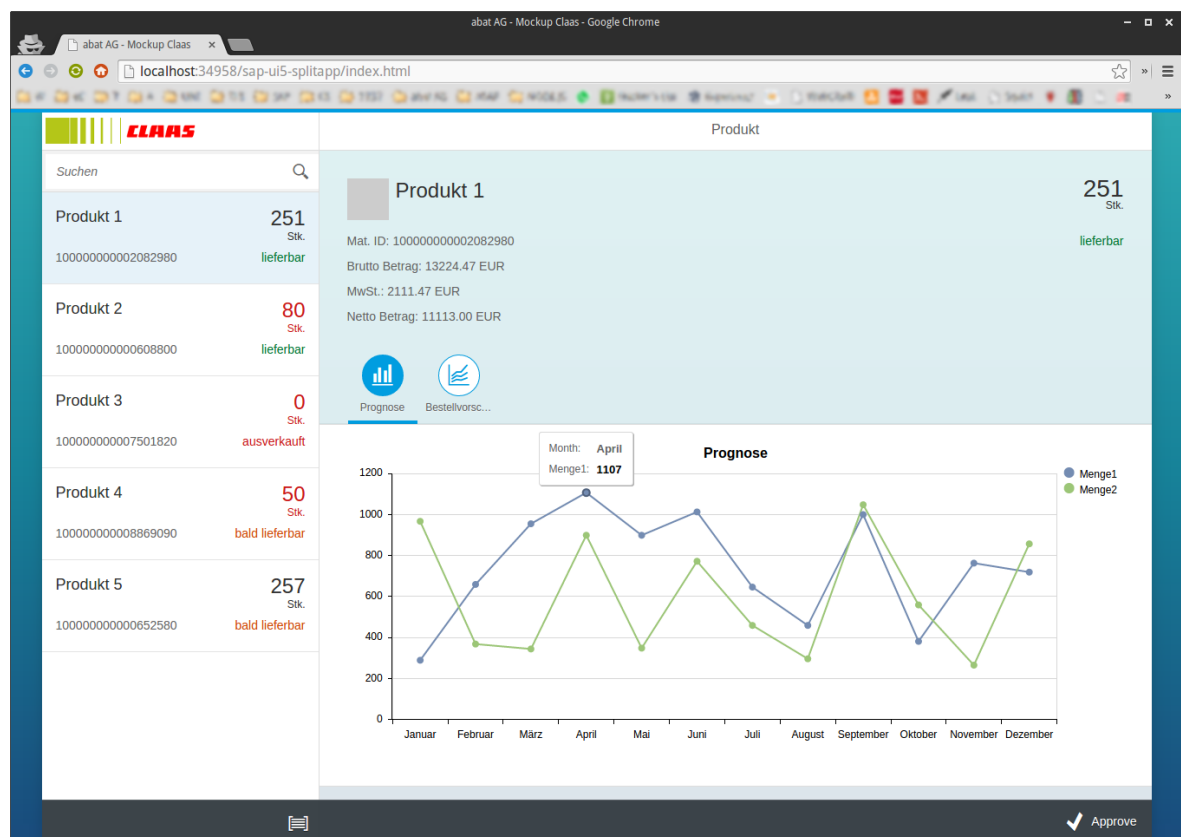 abat AG - Mockup Claas - Google Chrome
abat AG - Mockup Claas
localhost:34958/sap-ui5-splitapp/index.html
CLAAS
Produkt
Suchen
Produkt 1
251
Stk.
100000000002082980
lieferbar
Produkt 2
80
Stk.
100000000000608800
lieferbar
Produkt 3
0
Stk.
100000000007501820
ausverkauft
Produkt 4
50
Stk.
100000000008869090
bald lieferbar
Produkt 5
257
Stk.
100000000000652580
bald lieferbar
Produkt 1
251
Stk.
Mat. ID: 100000000002082980
lieferbar
Brutto Betrag: 13224.47 EUR
MwSt.: 2111.47 EUR
Netto Betrag: 11113.00 EUR
Prognose
Bestellvorsc...
Month: April
Menge1: 1107
Prognose
Menge1
Menge2
1200
1000
800
600
400
200
0
Januar Februar März April Mai Juni Juli August September Oktober November Dezember
Approve